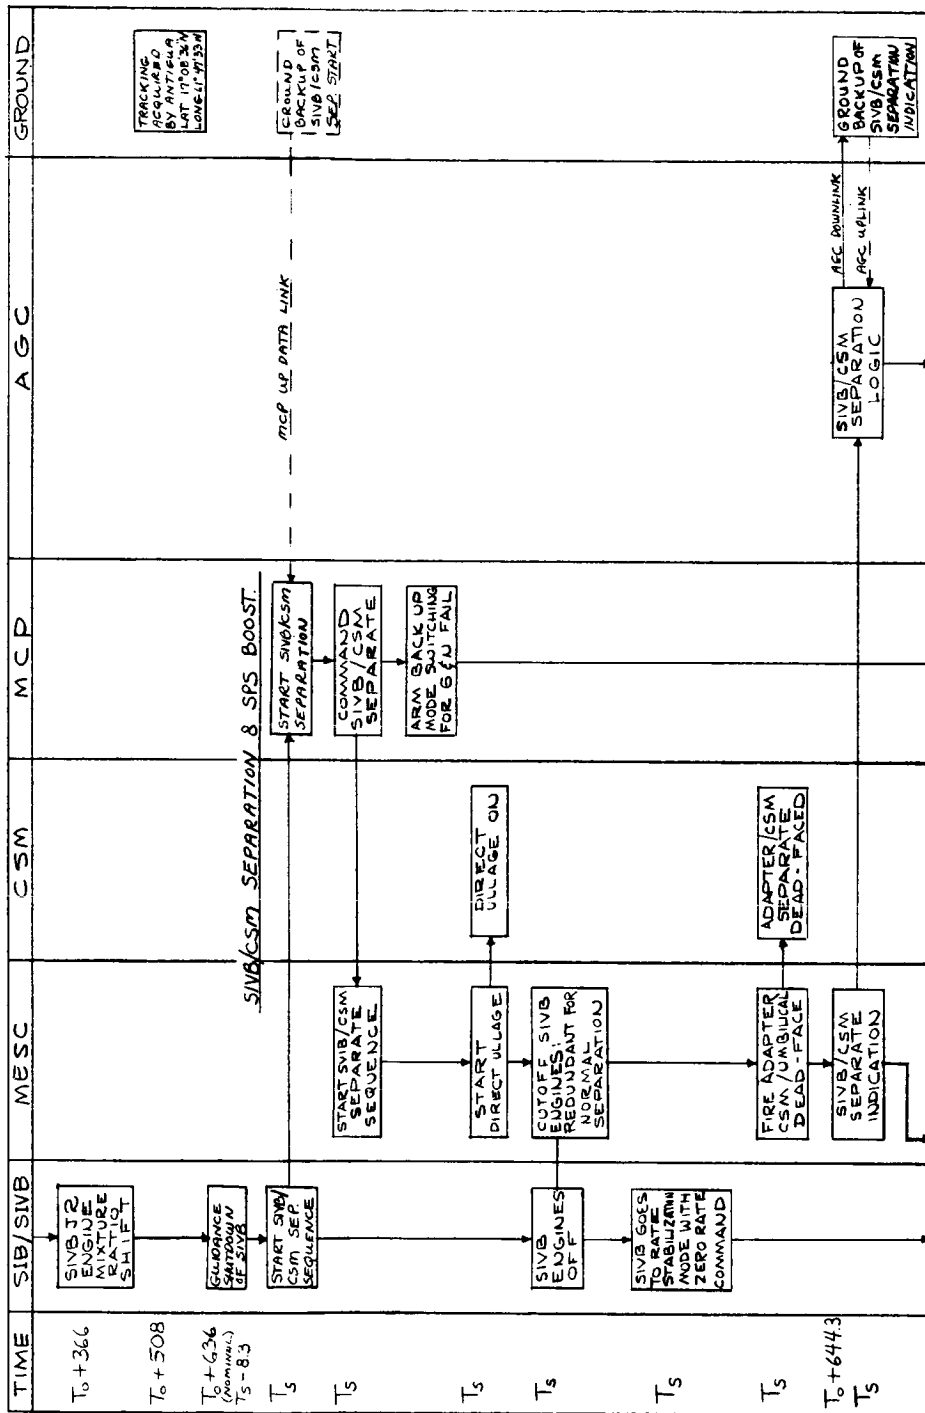 TIME
SIB/SIVB
MESC
CSM
MCP
AGC
GROUND
T₀+366
SIVB J2
ENGINE
MIXTURE
RATIO
SHIFT
T₀+508
TRACKING
ACQUIRED
BY ANTIGUA
LAT 17°08'36"N
T₀+636
(NOMINAL)
Ts-8.3
GUIDANCE
SHUTDOWN
OF SIVB
SIVB/CSM SEPARATION & SPS BOOST.
Ts
START SIVB/
CSM SEP.
SEQUENCE
START SIVB/CSM
SEPARATION
MCP UP DATA LINK
GROUND
BACKUP OF
SIVB/CSM
SEP. START
Ts
START SVIB/CSM
SEPARATE
SEQUENCE
COMMAND
SIVB/CSM
SEPARATE
ARM BACK UP
MODE SWITCHING
FOR G&N FAIL
Ts
START
DIRECT ULLAGE
DIRECT
ULLAGE ON
Ts
SIVB
ENGINES
OFF
CUTOFF SIVB
ENGINES:
REDUNDANT FOR
NORMAL
SEPARATION
Ts
SIVB GOES
TO RATE
STABILIZATION
MODE WITH
ZERO RATE
COMMAND
Ts
FIRE ADAPTER
CSM/UMBILICAL
DEAD-FACE
ADAPTER/CSM
SEPARATE
DEAD-FACED
T₀+644.3
Ts
SIVB/CSM
SEPARATE
INDICATION
SIVB/CSM
SEPARATION
LOGIC
AGC DOWNLINK
AGC UPLINK
GROUND
BACKUP OF
SIVB/CSM
SEPARATION
INDICATION